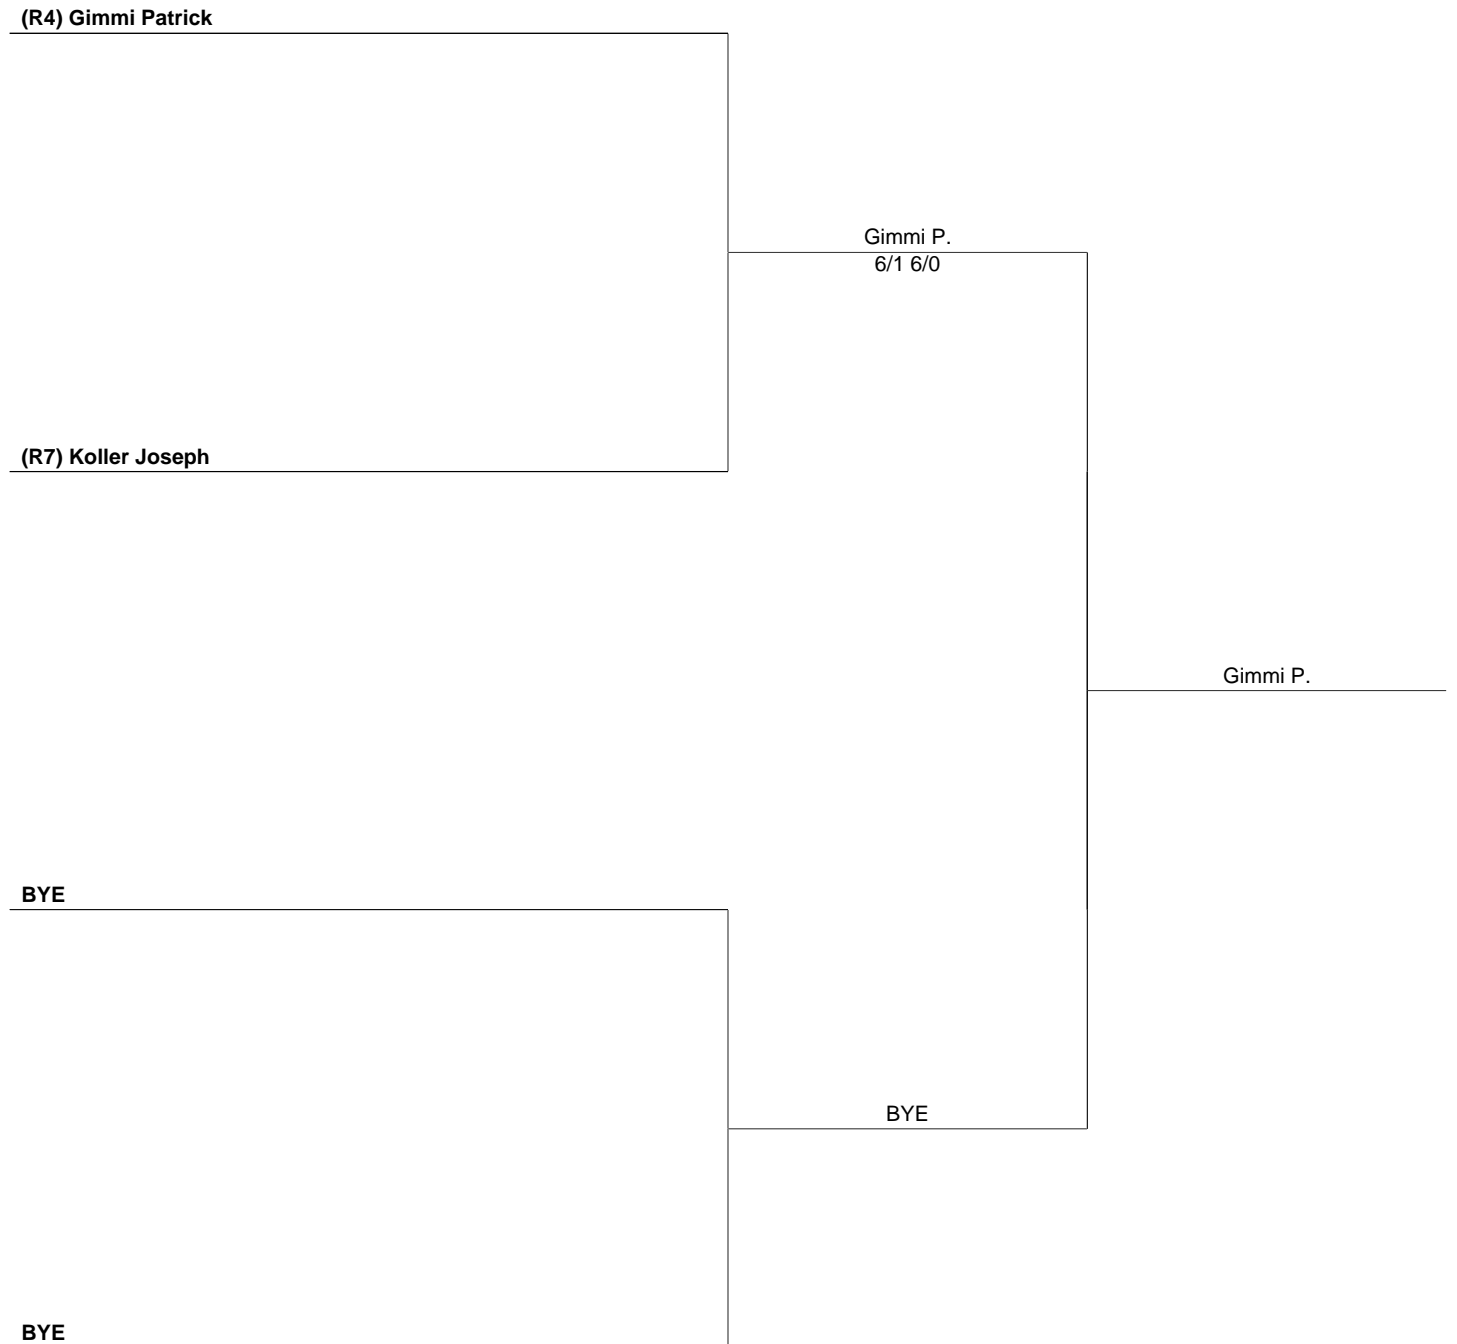 (R4) Gimmi Patrick
Gimmi P.
6/1 6/0
(R7) Koller Joseph
Gimmi P.
BYE
BYE
BYE